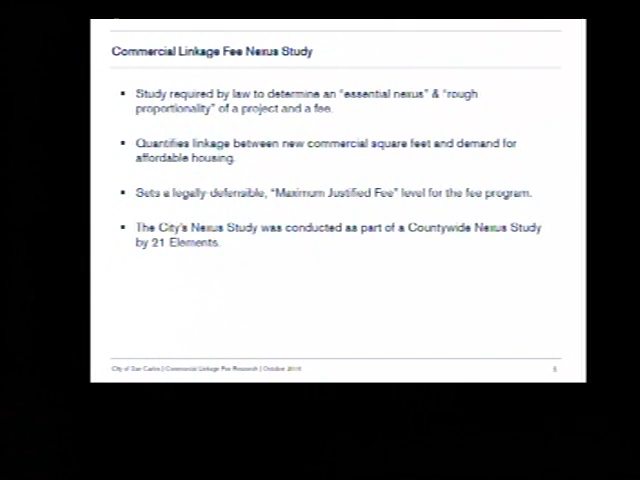 Commercial Linkage Fee Nexus Study
▪ Study required by law to determine an "essential nexus" & "rough
proportionality" of a project and a fee.
▪ Quantifies linkage between new commercial square feet and demand for
affordable housing.
▪ Sets a legally-defensible, "Maximum Justified Fee" level for the fee program.
▪ The City's Nexus Study was conducted as part of a Countywide Nexus Study
by 21 Elements.
City of San Carlos | Commercial Linkage Fee Research | October